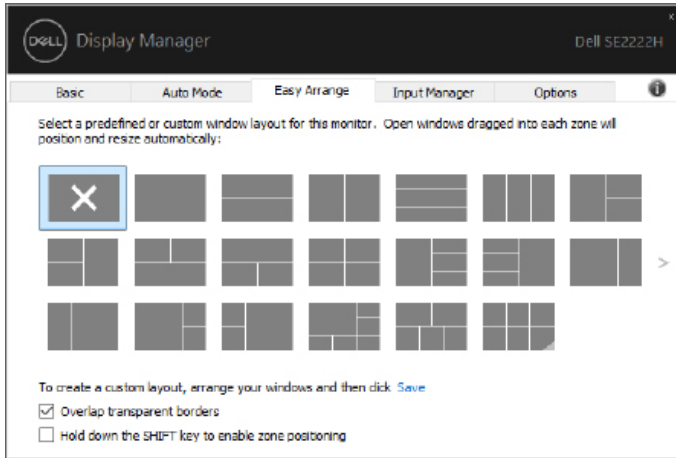 DELL Display Manager
Dell SE2222H
Basic Auto Mode Easy Arrange Input Manager Options
Select a predefined or custom window layout for this monitor. Open windows dragged into each zone will
position and resize automatically:
To create a custom layout, arrange your windows and then click Save
Overlap transparent borders
Hold down the SHIFT key to enable zone positioning